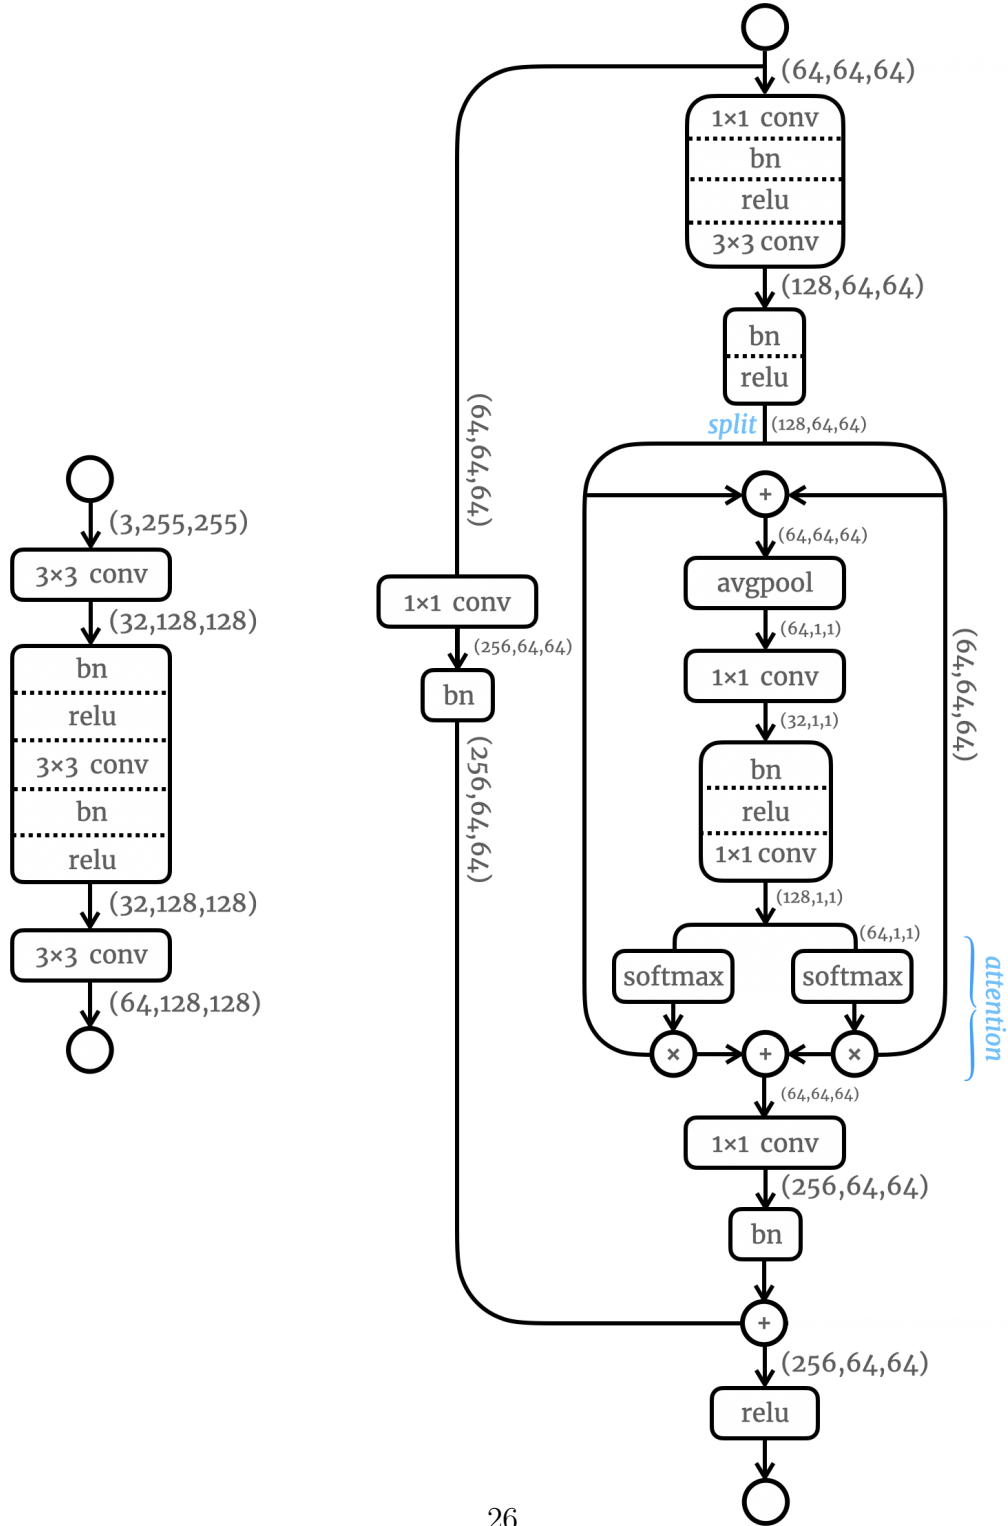 (3,255,255)
3×3 conv
(32,128,128)
bn
relu
3×3 conv
bn
relu
(32,128,128)
3×3 conv
(64,128,128)
(64,64,64)
1×1 conv
bn
relu
3×3 conv
(128,64,64)
bn
relu
split
(128,64,64)
(64,64,64)
1×1 conv
(256,64,64)
bn
(256,64,64)
+
(64,64,64)
avgpool
(64,1,1)
1×1 conv
(32,1,1)
bn
relu
1×1 conv
(128,1,1)
(64,1,1)
softmax
softmax
(64,64,64)
attention
×
+
×
(64,64,64)
1×1 conv
(256,64,64)
bn
+
(256,64,64)
relu
26